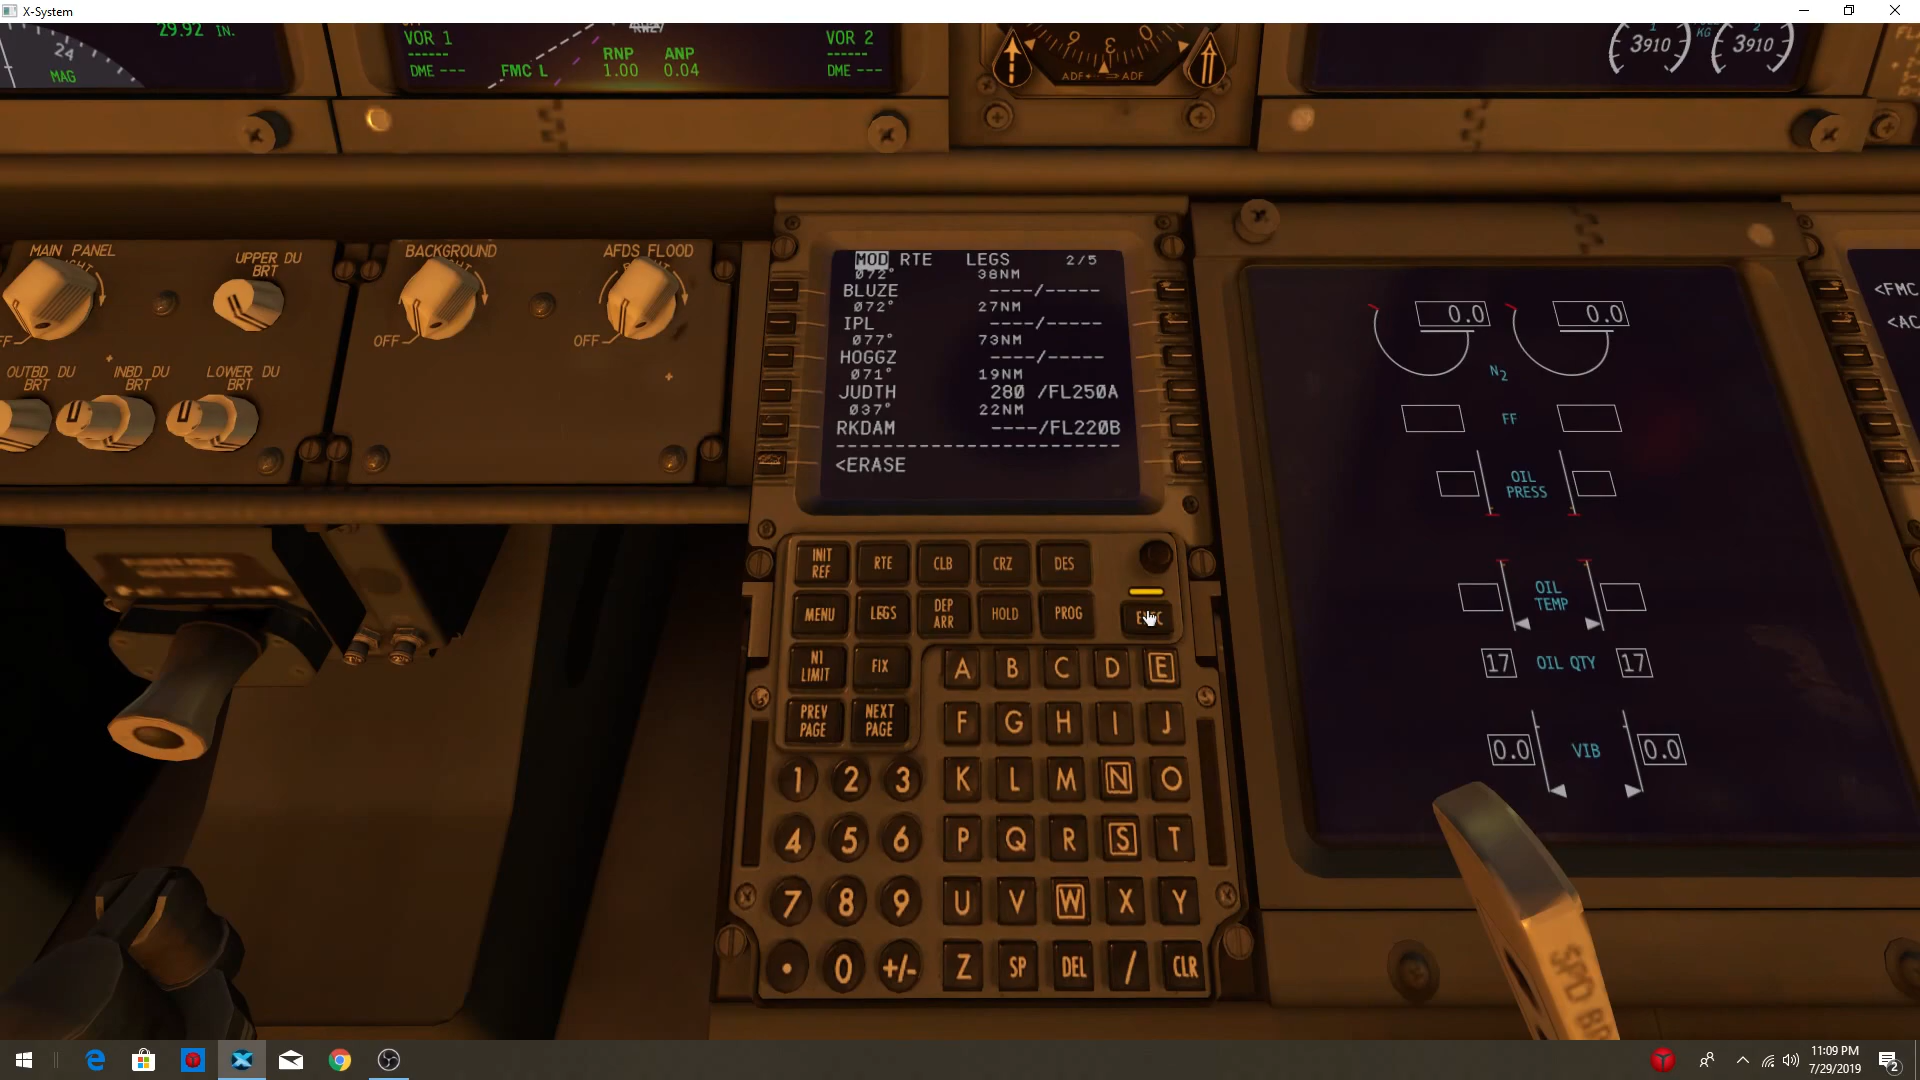 X-System
29.92 IN.
24
MAG
VOR 1
DME ---
FMC L
RNP
1.00
ANP
0.04
VOR 2
DME ---
ADF
ADF
1
2
KG
3910
3910
MAIN PANEL
UPPER DU
BRT
OUTBD DU
BRT
INBD DU
BRT
LOWER DU
BRT
BACKGROUND
OFF
AFDS FLOOD
OFF
MOD RTE LEGS 2/5
072° 38NM
BLUZE ----/-----
072° 27NM
IPL ----/-----
077° 73NM
HOGGZ ----/-----
071° 19NM
JUDTH 280 /FL250A
037° 22NM
RKDAM ----/FL220B
------------------------
<ERASE
<FMC
<AC
INIT
REF
RTE
CLB
CRZ
DES
MENU
LEGS
DEP
ARR
HOLD
PROG
EXEC
N1
LIMIT
FIX
PREV
PAGE
NEXT
PAGE
A B C D E
F G H I J
1 2 3 K L M N O
4 5 6 P Q R S T
7 8 9 U V W X Y
. 0 +/- Z SP DEL / CLR
0.0 0.0
N2
FF
OIL
PRESS
OIL
TEMP
17 OIL QTY 17
0.0 VIB 0.0
SPD BR
11:09 PM
7/29/2019
2